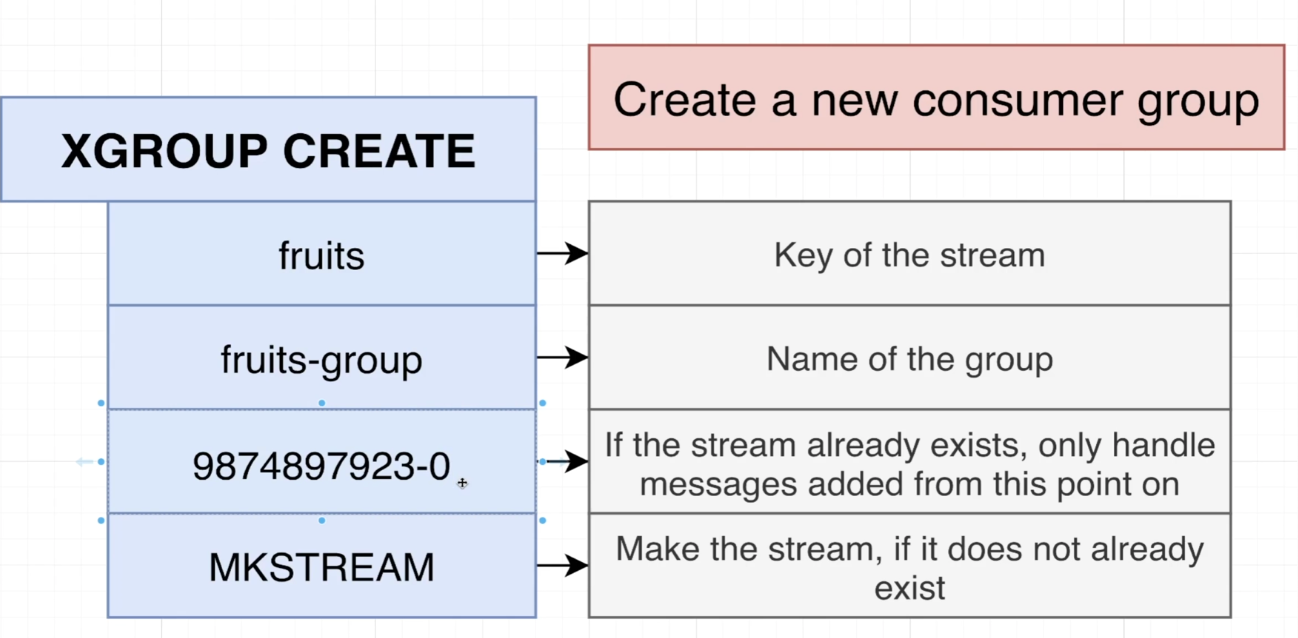 Create a new consumer group
XGROUP CREATE
fruits
Key of the stream
fruits-group
Name of the group
9874897923-0
If the stream already exists, only handle
messages added from this point on
MKSTREAM
Make the stream, if it does not already
exist